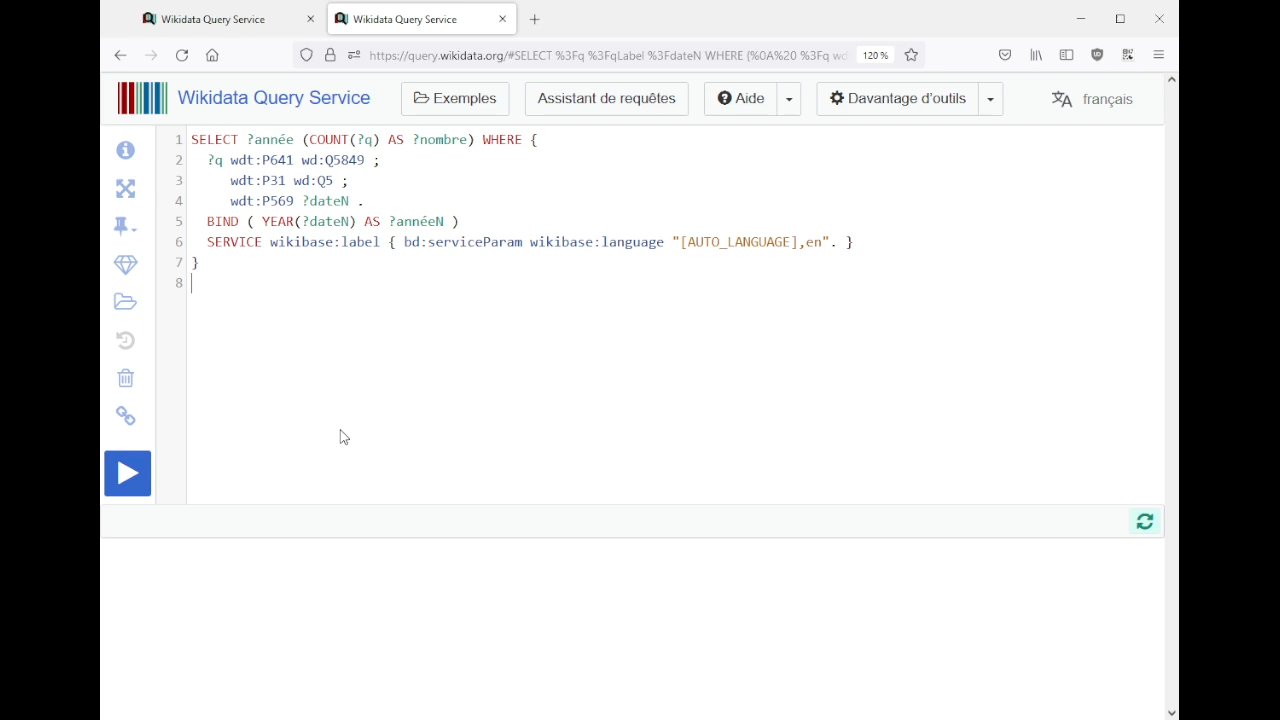 Wikidata Query Service
Wikidata Query Service
https://query.wikidata.org/#SELECT %3Fq %3FqLabel %3FdateN WHERE {%0A%20 %3Fq wd
120 %
Wikidata Query Service
Exemples
Assistant de requêtes
Aide
Davantage d'outils
français
1 SELECT ?année (COUNT(?q) AS ?nombre) WHERE {
2 ?q wdt:P641 wd:Q5849 ;
3 wdt:P31 wd:Q5 ;
4 wdt:P569 ?dateN .
5 BIND ( YEAR(?dateN) AS ?annéeN )
6 SERVICE wikibase:label { bd:serviceParam wikibase:language "[AUTO_LANGUAGE],en". }
7 }
8